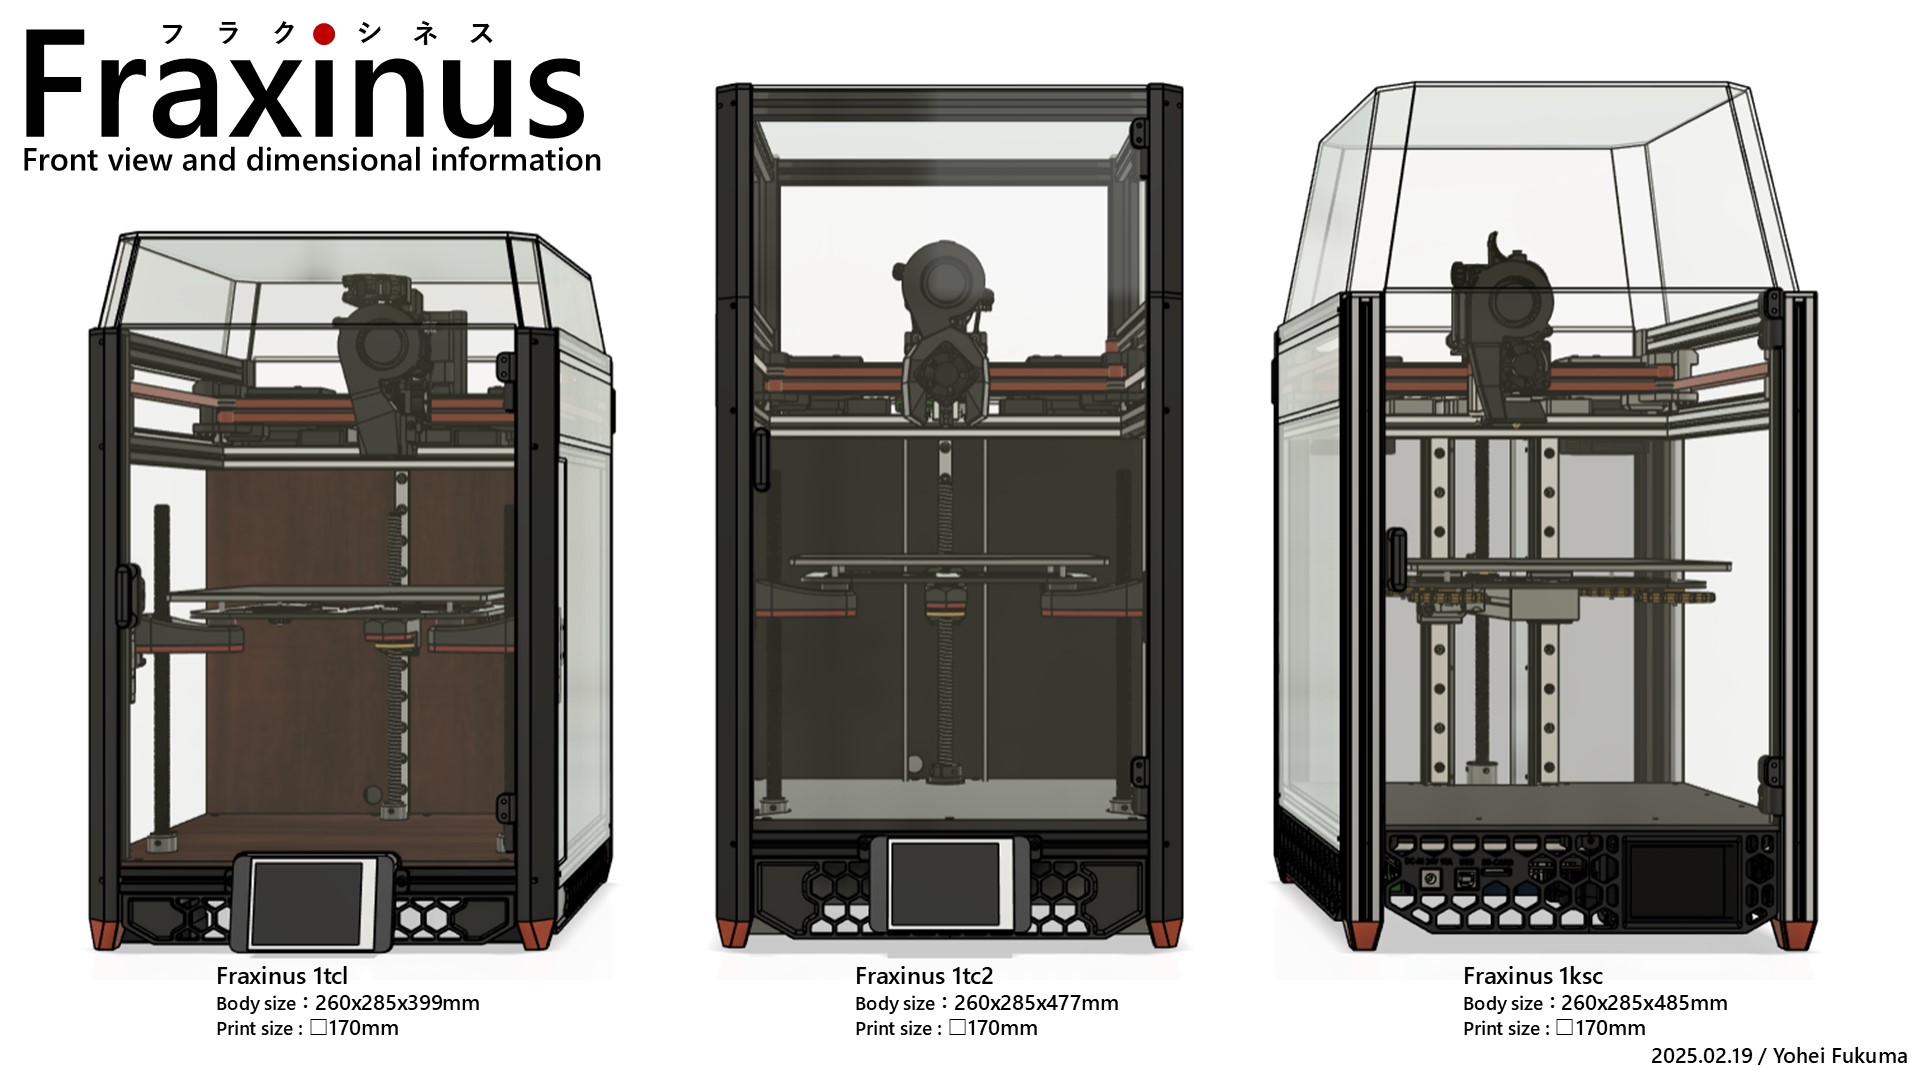 フラクシネス
Fraxinus
Front view and dimensional information
Fraxinus 1tcl
Body size：260x285x399mm
Print size : □170mm
Fraxinus 1tc2
Body size：260x285x477mm
Print size : □170mm
Fraxinus 1ksc
Body size：260x285x485mm
Print size : □170mm
2025.02.19 / Yohei Fukuma